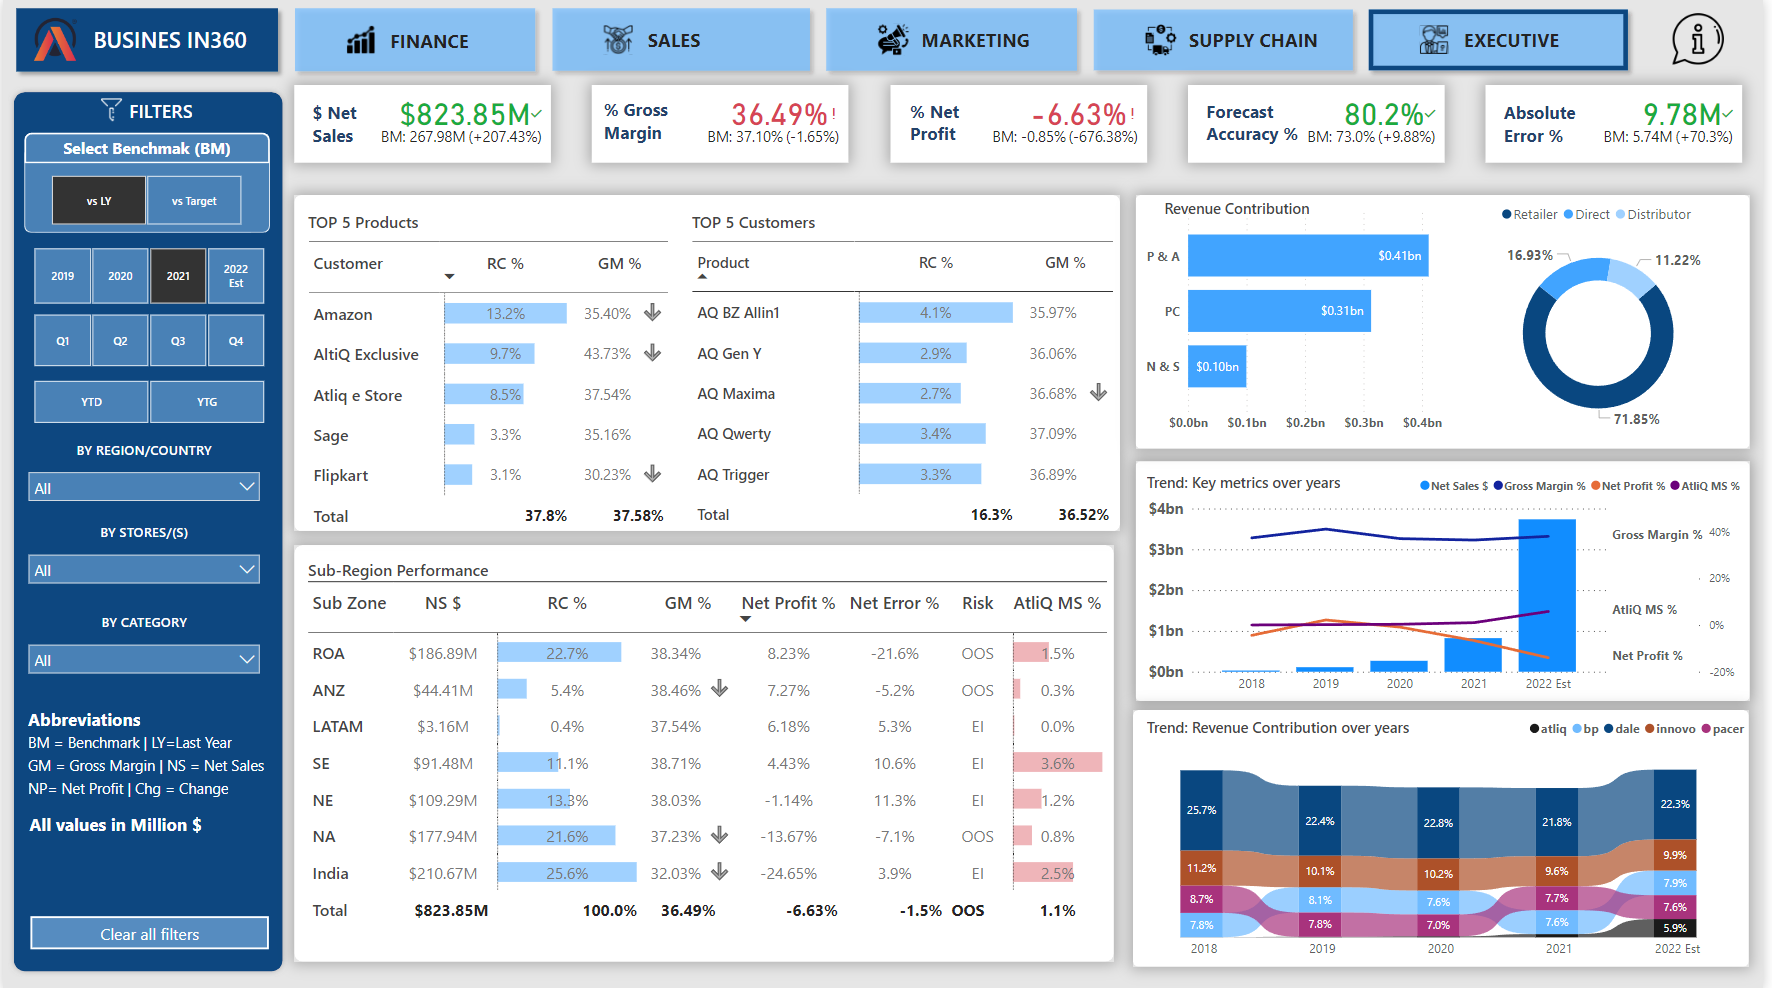 BUSINES IN360
FINANCE
SALES
MARKETING
SUPPLY CHAIN
EXECUTIVE
FILTERS
Select Benchmak (BM)
vs LY
vs Target
2019
2020
2021
2022
Est
Q1
Q2
Q3
Q4
YTD
YTG
BY REGION/COUNTRY
All
BY STORES/(S)
All
BY CATEGORY
All
Abbreviations
BM = Benchmark | LY=Last Year
GM = Gross Margin | NS = Net Sales
NP= Net Profit | Chg = Change
All values in Million $
Clear all filters
$ Net
Sales
$823.85M✓
BM: 267.98M (+207.43%)
% Gross
Margin
36.49%!
BM: 37.10% (-1.65%)
% Net
Profit
-6.63%!
BM: -0.85% (-676.38%)
Forecast
Accuracy %
80.2%✓
BM: 73.0% (+9.88%)
Absolute
Error %
9.78M✓
BM: 5.74M (+70.3%)
TOP 5 Products
Customer RC % GM %
Amazon 13.2% 35.40%
AltiQ Exclusive 9.7% 43.73%
Atliq e Store 8.5% 37.54%
Sage 3.3% 35.16%
Flipkart 3.1% 30.23%
Total 37.8% 37.58%
TOP 5 Customers
Product RC % GM %
AQ BZ Allin1 4.1% 35.97%
AQ Gen Y 2.9% 36.06%
AQ Maxima 2.7% 36.68%
AQ Qwerty 3.4% 37.09%
AQ Trigger 3.3% 36.89%
Total 16.3% 36.52%
Sub-Region Performance
Sub Zone NS $ RC % GM % Net Profit % Net Error % Risk AtliQ MS %
ROA $186.89M 22.7% 38.34% 8.23% -21.6% OOS 1.5%
ANZ $44.41M 5.4% 38.46% 7.27% -5.2% OOS 0.3%
LATAM $3.16M 0.4% 37.54% 6.18% 5.3% EI 0.0%
SE $91.48M 11.1% 38.71% 4.43% 10.6% EI 3.6%
NE $109.29M 13.3% 38.03% -1.14% 11.3% EI 1.2%
NA $177.94M 21.6% 37.23% -13.67% -7.1% OOS 0.8%
India $210.67M 25.6% 32.03% -24.65% 3.9% EI 2.5%
Total $823.85M 100.0% 36.49% -6.63% -1.5% OOS 1.1%
Revenue Contribution
P & A $0.41bn
PC $0.31bn
N & S $0.10bn
$0.0bn $0.1bn $0.2bn $0.3bn $0.4bn
Retailer Direct Distributor
16.93%
11.22%
71.85%
Trend: Key metrics over years
Net Sales $ Gross Margin % Net Profit % AtliQ MS %
$4bn
$3bn
$2bn
$1bn
$0bn
Gross Margin %
AtliQ MS %
Net Profit %
40%
20%
0%
-20%
2018 2019 2020 2021 2022 Est
Trend: Revenue Contribution over years
atliq bp dale innovo pacer
25.7% 22.4% 22.8% 21.8% 22.3%
11.2% 10.1% 10.2% 9.6% 9.9%
8.7% 8.1% 7.6% 7.7% 7.9%
7.8% 7.8% 7.0% 7.6% 7.6%
5.9%
2018 2019 2020 2021 2022 Est